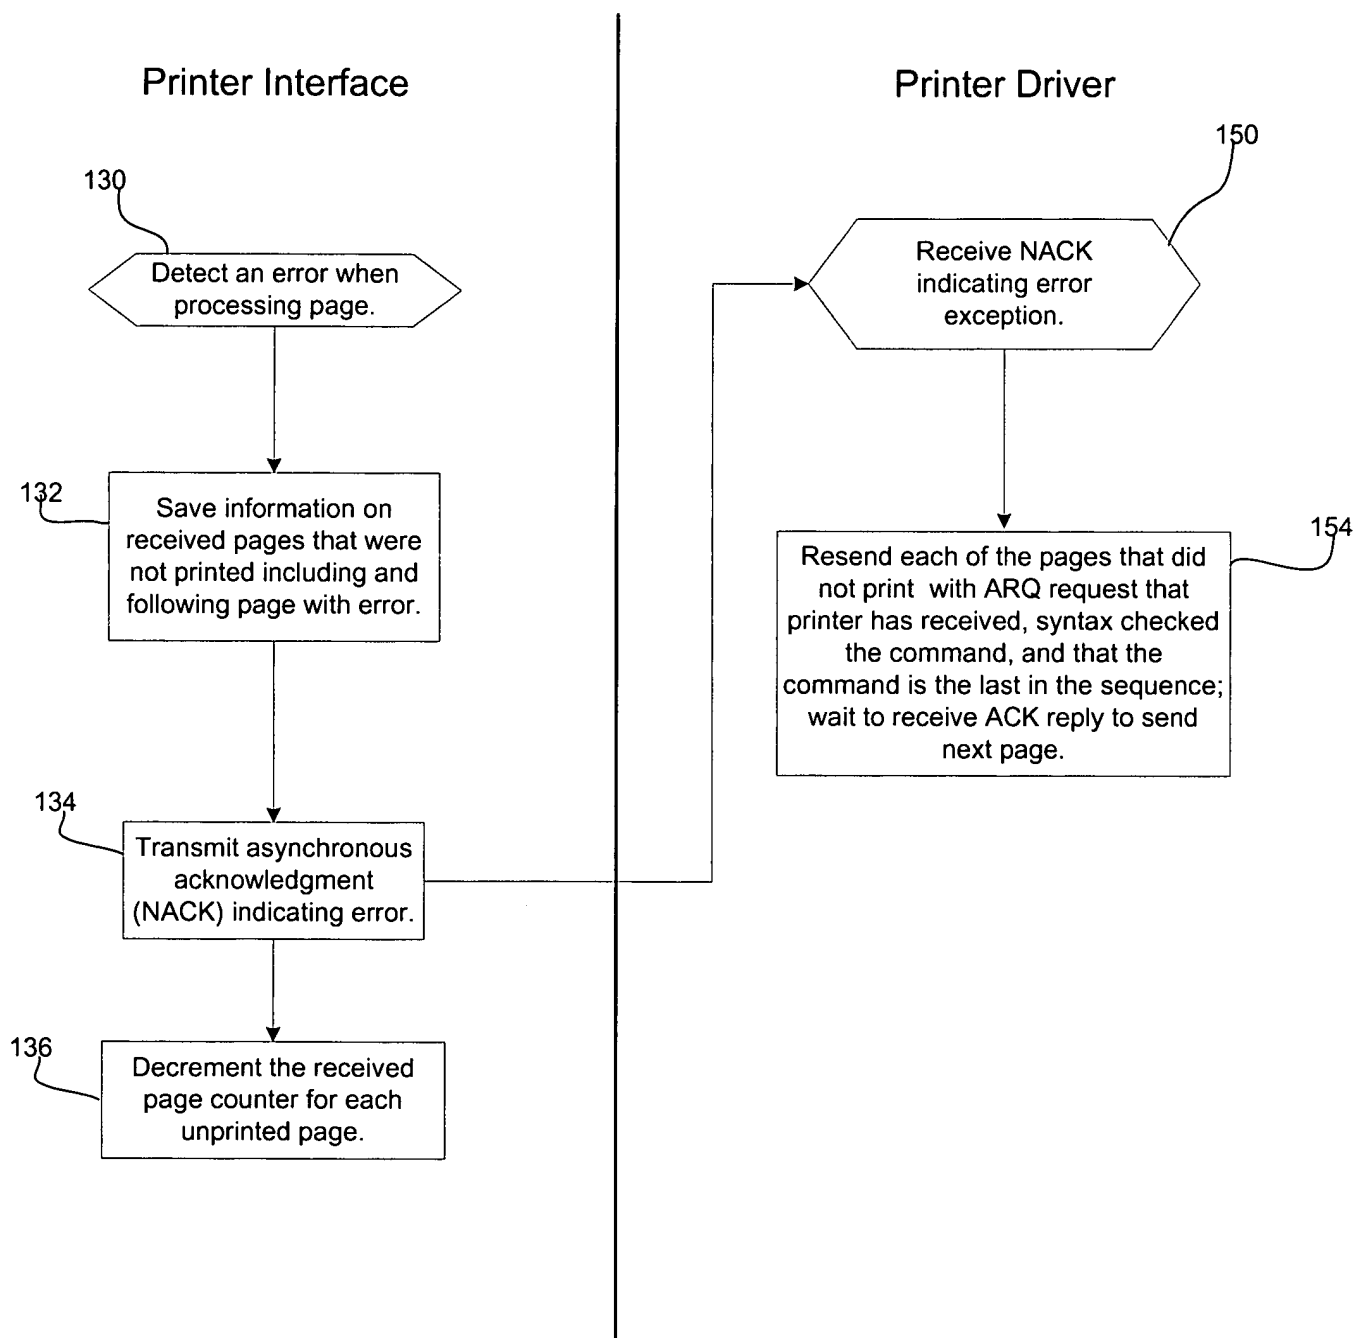 Printer Interface
130
Detect an error when
processing page.
132
Save information on
received pages that were
not printed including and
following page with error.
134
Transmit asynchronous
acknowledgment
(NACK) indicating error.
136
Decrement the received
page counter for each
unprinted page.
Printer Driver
150
Receive NACK
indicating error
exception.
154
Resend each of the pages that did
not print with ARQ request that
printer has received, syntax checked
the command, and that the
command is the last in the sequence;
wait to receive ACK reply to send
next page.